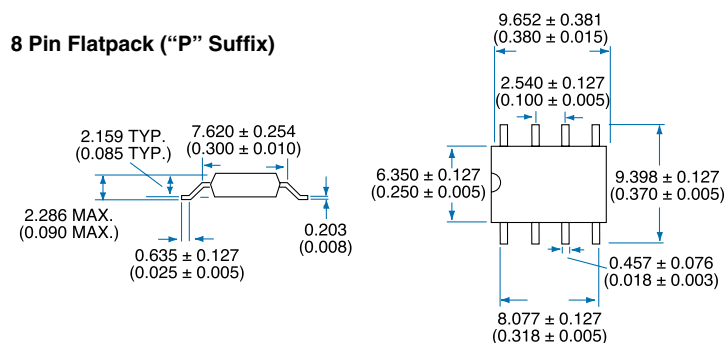 8 Pin Flatpack (“P” Suffix)
2.159 TYP.
(0.085 TYP.)
7.620 ± 0.254
(0.300 ± 0.010)
2.286 MAX.
(0.090 MAX.)
0.635 ± 0.127
(0.025 ± 0.005)
0.203
(0.008)
9.652 ± 0.381
(0.380 ± 0.015)
2.540 ± 0.127
(0.100 ± 0.005)
6.350 ± 0.127
(0.250 ± 0.005)
9.398 ± 0.127
(0.370 ± 0.005)
0.457 ± 0.076
(0.018 ± 0.003)
8.077 ± 0.127
(0.318 ± 0.005)